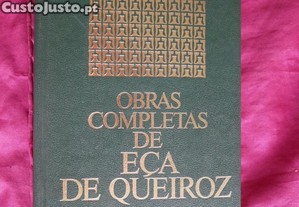 CustoJusto.pt
OBRAS
COMPLETAS
DE
EÇA
DE QUEIROZ